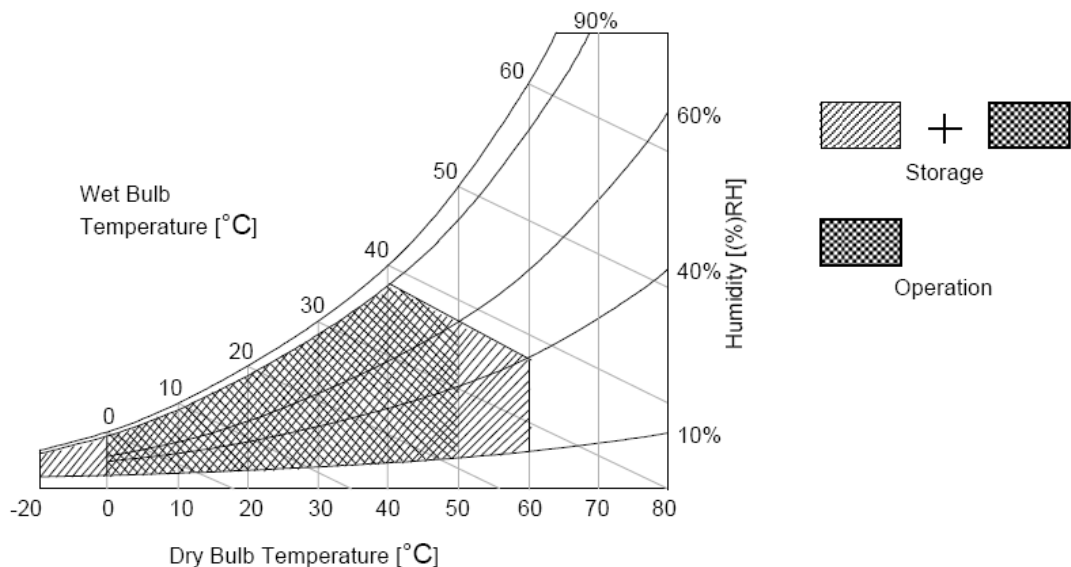 90%
60
60%
50
Storage
Wet Bulb
Temperature [°C]
40
Humidity [(%)RH]
40%
Operation
30
20
10
0
10%
-20 0 10 20 30 40 50 60 70 80
Dry Bulb Temperature [°C]